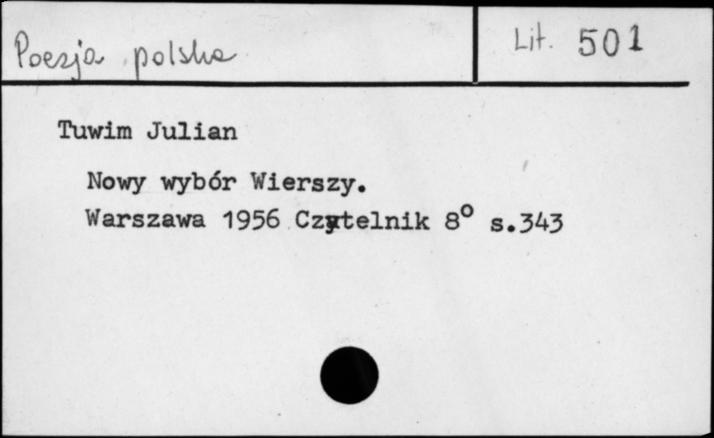 Poezja polska
Lit. 501
Tuwim Julian
Nowy wybór Wierszy.
Warszawa 1956 Czytelnik 8° s.343